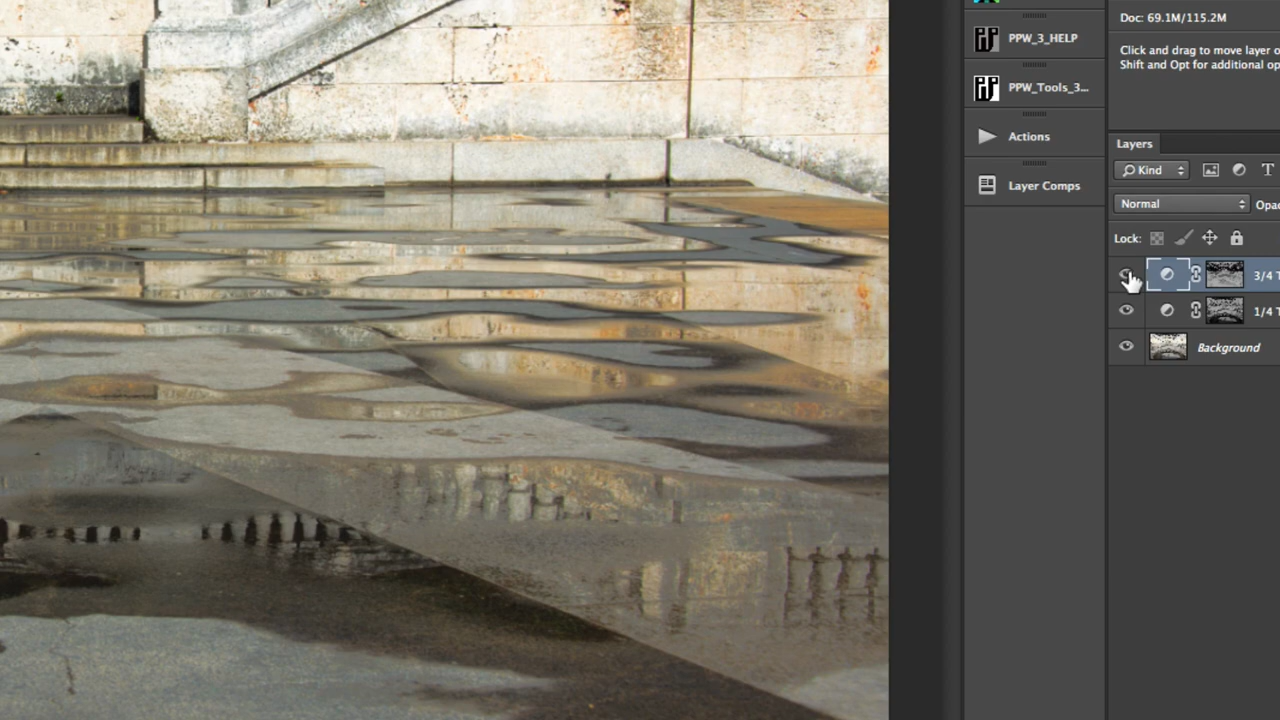 PPW_3_HELP
PPW_Tools_3...
Actions
Layer Comps
Doc: 69.1M/115.2M
Click and drag to move layer o
Shift and Opt for additional op
Layers
Kind
T
Normal
Opac
Lock:
3/4 T
1/4 T
Background